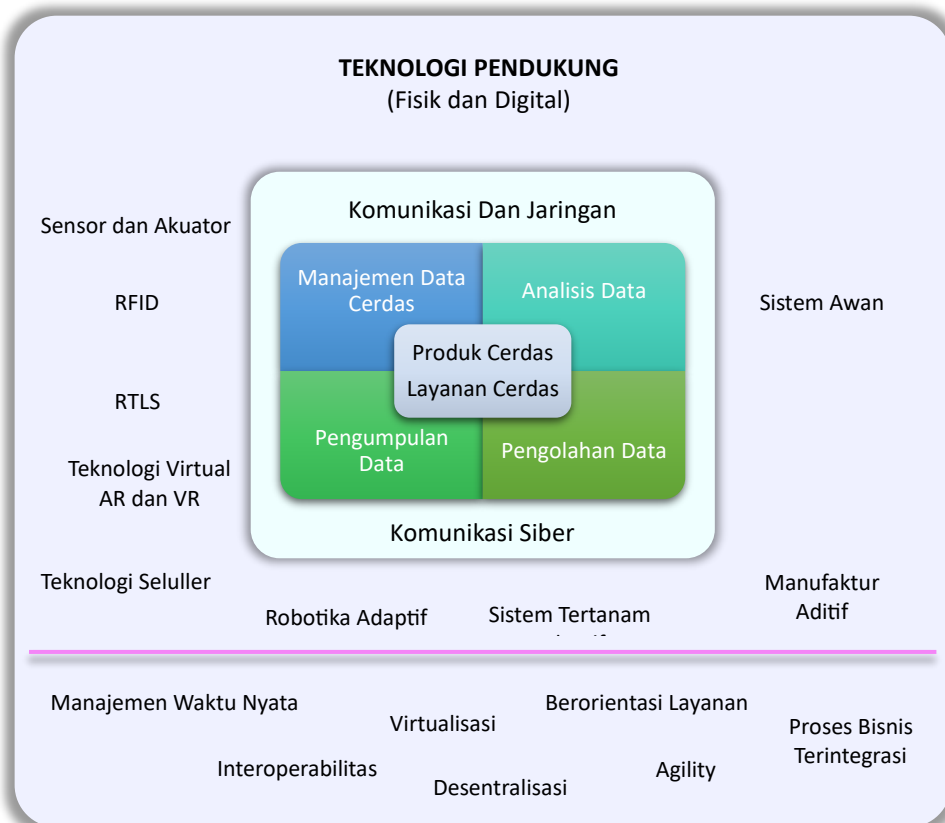 TEKNOLOGI PENDUKUNG
(Fisik dan Digital)
Komunikasi Dan Jaringan
Sensor dan Akuator
Manajemen Data
Cerdas
Analisis Data
RFID
Sistem Awan
Produk Cerdas
Layanan Cerdas
RTLS
Pengumpulan
Data
Pengolahan Data
Teknologi Virtual
AR dan VR
Komunikasi Siber
Teknologi Seluller
Manufaktur
Aditif
Robotika Adaptif
Sistem Tertanam
Manajemen Waktu Nyata
Virtualisasi
Berorientasi Layanan
Proses Bisnis
Terintegrasi
Interoperabilitas
Desentralisasi
Agility